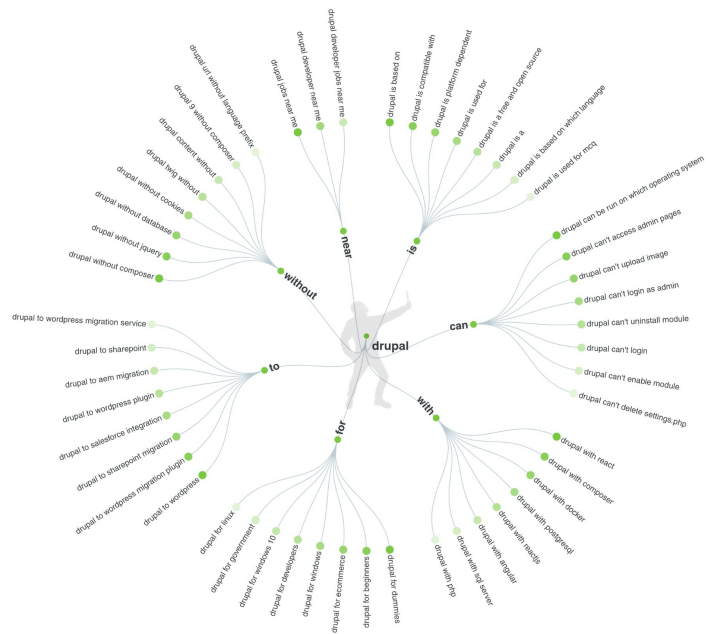 drupal
near
drupal jobs near me
drupal developer near me
drupal developer jobs near me
is
drupal is based on
drupal is compatible with
drupal is platform dependent
drupal is used for
drupal is a free and open source
drupal is a
drupal is based on which language
drupal is used for mcq
can
drupal can be run on which operating system
drupal can't access admin pages
drupal can't upload image
drupal can't login as admin
drupal can't uninstall module
drupal can't login
drupal can't enable module
drupal can't delete settings.php
with
drupal with react
drupal with composer
drupal with docker
drupal with postgresql
drupal with reactjs
drupal with angular
drupal with sql server
drupal with php
for
drupal for dummies
drupal for beginners
drupal for ecommerce
drupal for windows
drupal for developers
drupal for windows 10
drupal for government
drupal for linux
to
drupal to wordpress
drupal to wordpress migration plugin
drupal to sharepoint migration
drupal to salesforce integration
drupal to wordpress plugin
drupal to aem migration
drupal to sharepoint
drupal to wordpress migration service
without
drupal without composer
drupal without jquery
drupal without database
drupal without cookies
drupal twig without
drupal content without
drupal 9 without composer
drupal url without language prefix